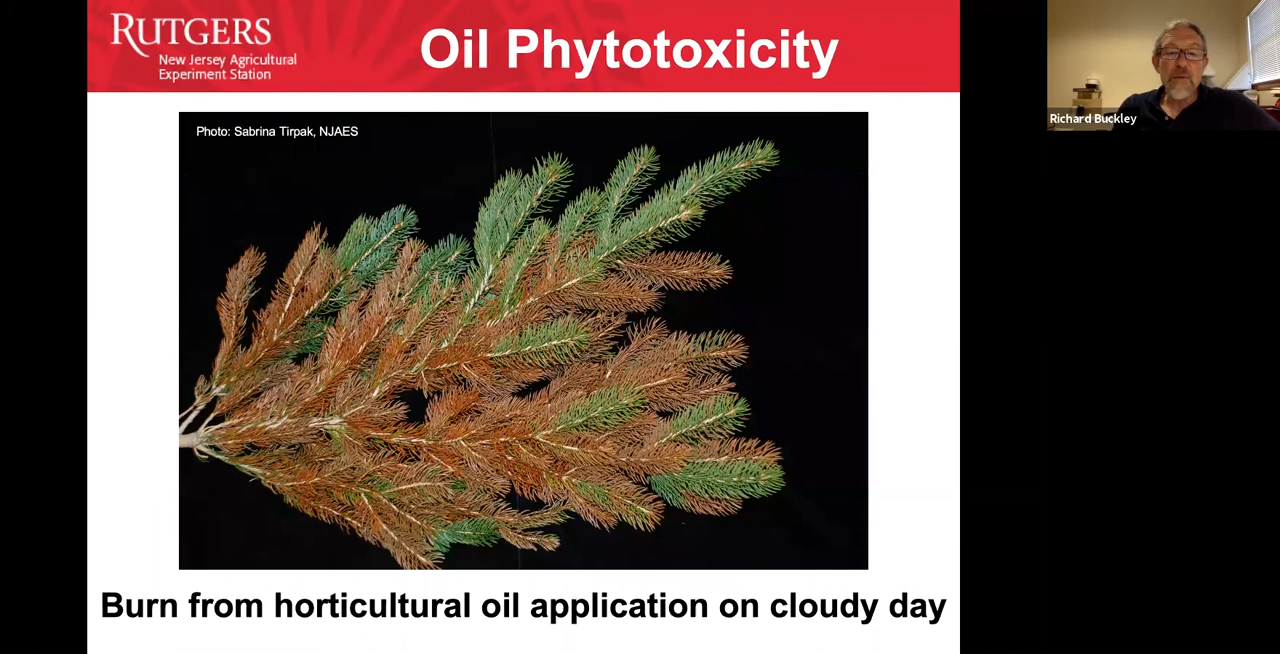 RUTGERS
New Jersey Agricultural
Experiment Station
Oil Phytotoxicity
Photo: Sabrina Tirpak, NJAES
Burn from horticultural oil application on cloudy day
Richard Buckley